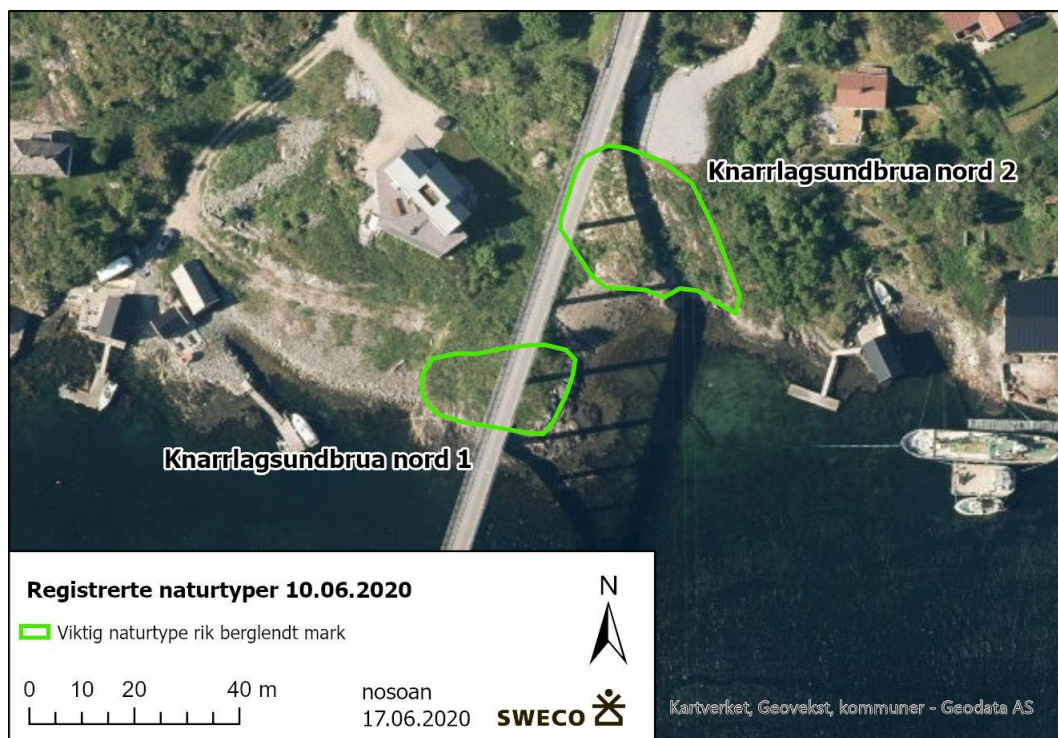 Knarrlagsundbrua nord 2
Knarrlagsundbrua nord 1
Registrerte naturtyper 10.06.2020
Viktig naturtype rik berglendt mark
N
0 10 20 40 m
nosoan
17.06.2020
SWECO
Kartverket, Geovekst, kommuner - Geodata AS